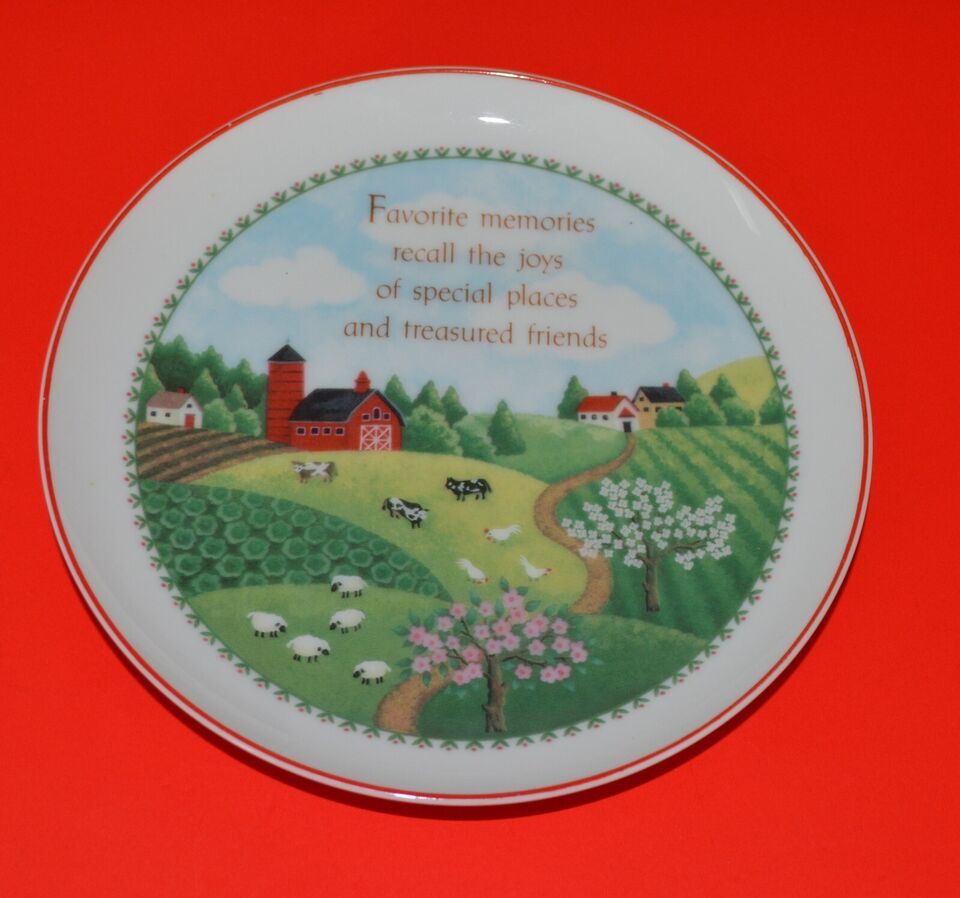 Favorite memories
recall the joys
of special places
and treasured friends